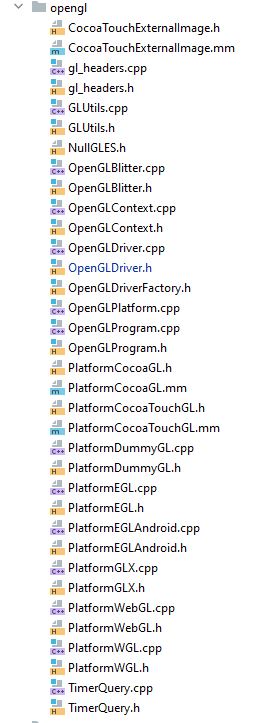 opengl
CocoaTouchExternalImage.h
CocoaTouchExternalImage.mm
gl_headers.cpp
gl_headers.h
GLUtils.cpp
GLUtils.h
NullGLES.h
OpenGLBlitter.cpp
OpenGLBlitter.h
OpenGLContext.cpp
OpenGLContext.h
OpenGLDriver.cpp
OpenGLDriver.h
OpenGLDriverFactory.h
OpenGLPlatform.cpp
OpenGLProgram.cpp
OpenGLProgram.h
PlatformCocoaGL.h
PlatformCocoaGL.mm
PlatformCocoaTouchGL.h
PlatformCocoaTouchGL.mm
PlatformDummyGL.cpp
PlatformDummyGL.h
PlatformEGL.cpp
PlatformEGL.h
PlatformEGLAndroid.cpp
PlatformEGLAndroid.h
PlatformGLX.cpp
PlatformGLX.h
PlatformWebGL.cpp
PlatformWebGL.h
PlatformWGL.cpp
PlatformWGL.h
TimerQuery.cpp
TimerQuery.h